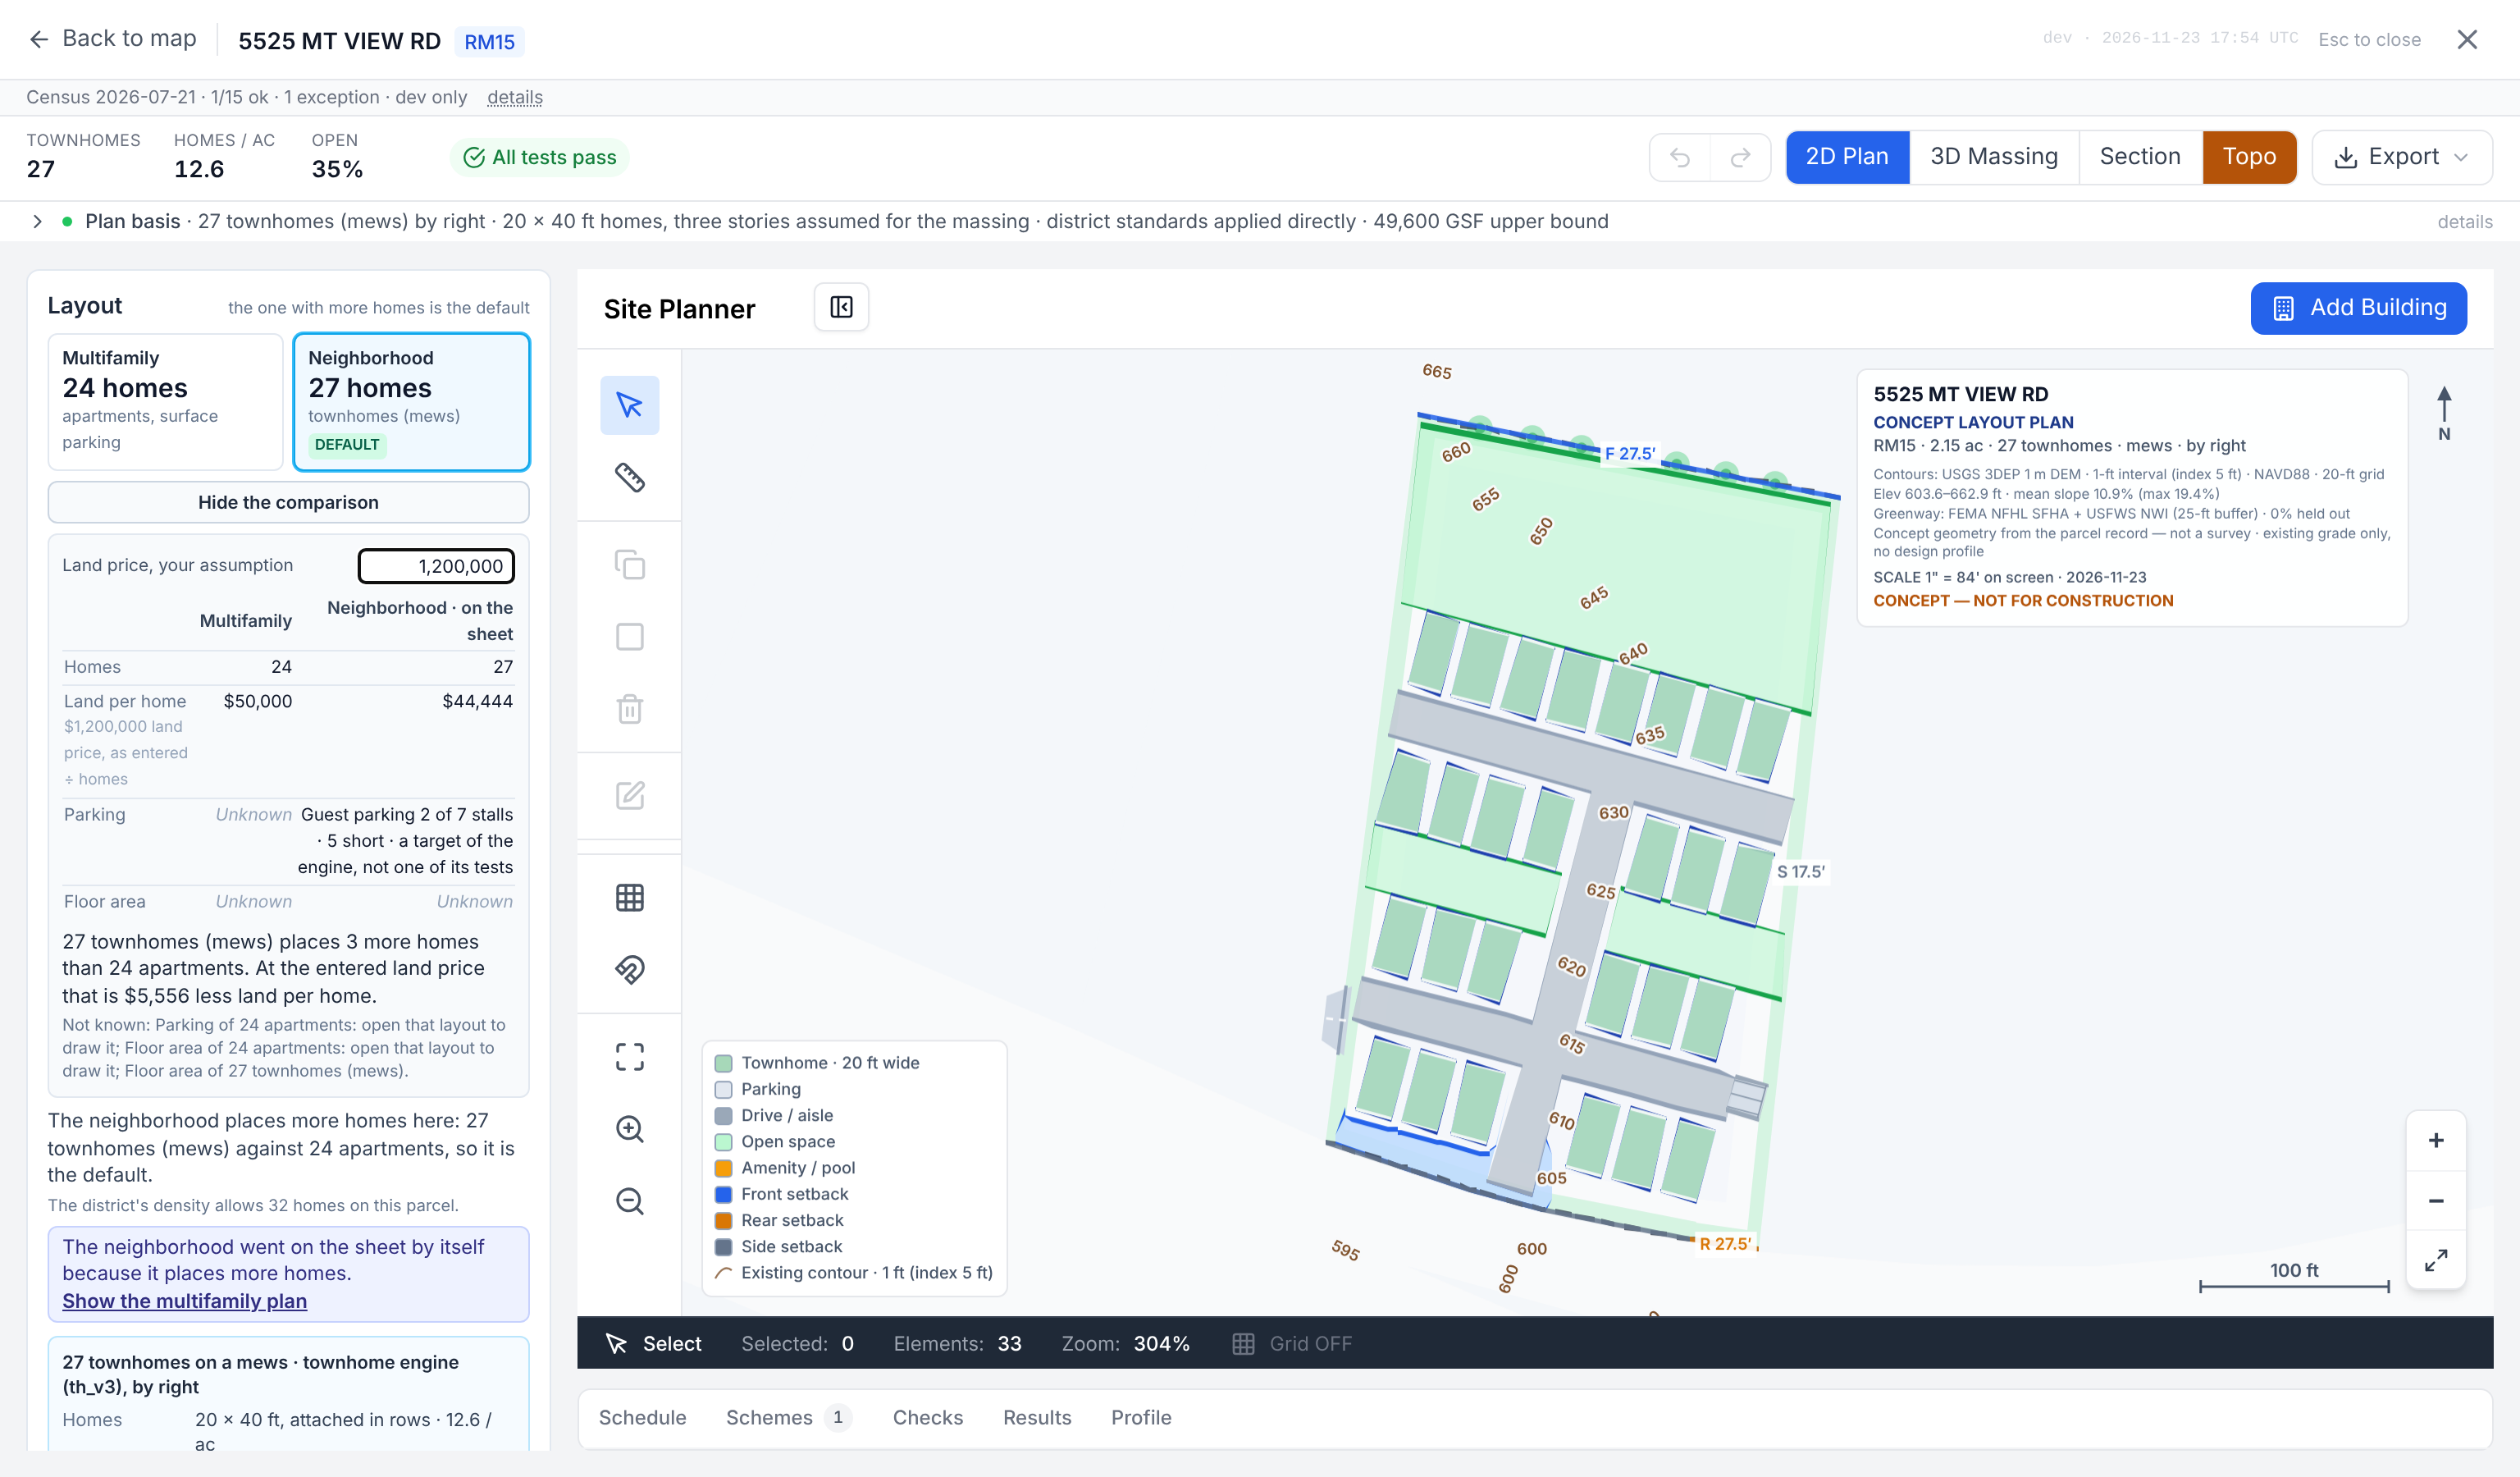 Back to map
5525 MT VIEW RD
RM15
dev · 2026-11-23 17:54 UTC
Esc to close
Census 2026-07-21 · 1/15 ok · 1 exception · dev only details
TOWNHOMES
27
HOMES / AC
12.6
OPEN
35%
All tests pass
2D Plan
3D Massing
Section
Topo
Export
Plan basis · 27 townhomes (mews) by right · 20 × 40 ft homes, three stories assumed for the massing · district standards applied directly · 49,600 GSF upper bound
details
Layout
the one with more homes is the default
Multifamily
24 homes
apartments, surface
parking
Neighborhood
27 homes
townhomes (mews)
DEFAULT
Hide the comparison
Land price, your assumption
1,200,000
Multifamily
Neighborhood · on the
sheet
Homes 24 27
Land per home $50,000 $44,444
$1,200,000 land
price, as entered
÷ homes
Parking Unknown Guest parking 2 of 7 stalls
· 5 short · a target of the
engine, not one of its tests
Floor area Unknown Unknown
27 townhomes (mews) places 3 more homes
than 24 apartments. At the entered land price
that is $5,556 less land per home.
Not known: Parking of 24 apartments: open that layout to
draw it; Floor area of 24 apartments: open that layout to
draw it; Floor area of 27 townhomes (mews).
The neighborhood places more homes here: 27
townhomes (mews) against 24 apartments, so it is
the default.
The district's density allows 32 homes on this parcel.
The neighborhood went on the sheet by itself
because it places more homes.
Show the multifamily plan
27 townhomes on a mews · townhome engine
(th_v3), by right
Homes 20 × 40 ft, attached in rows · 12.6 /
ac
Site Planner
Add Building
665
660
F 27.5′
655
650
645
640
635
630
S 17.5′
625
620
615
610
605
R 27.5′
595
600
600
5525 MT VIEW RD
CONCEPT LAYOUT PLAN
RM15 · 2.15 ac · 27 townhomes · mews · by right
Contours: USGS 3DEP 1 m DEM · 1-ft interval (index 5 ft) · NAVD88 · 20-ft grid
Elev 603.6–662.9 ft · mean slope 10.9% (max 19.4%)
Greenway: FEMA NFHL SFHA + USFWS NWI (25-ft buffer) · 0% held out
Concept geometry from the parcel record — not a survey · existing grade only,
no design profile
SCALE 1" = 84' on screen · 2026-11-23
CONCEPT — NOT FOR CONSTRUCTION
N
Townhome · 20 ft wide
Parking
Drive / aisle
Open space
Amenity / pool
Front setback
Rear setback
Side setback
Existing contour · 1 ft (index 5 ft)
100 ft
Select
Selected: 0
Elements: 33
Zoom: 304%
Grid OFF
Schedule
Schemes 1
Checks
Results
Profile